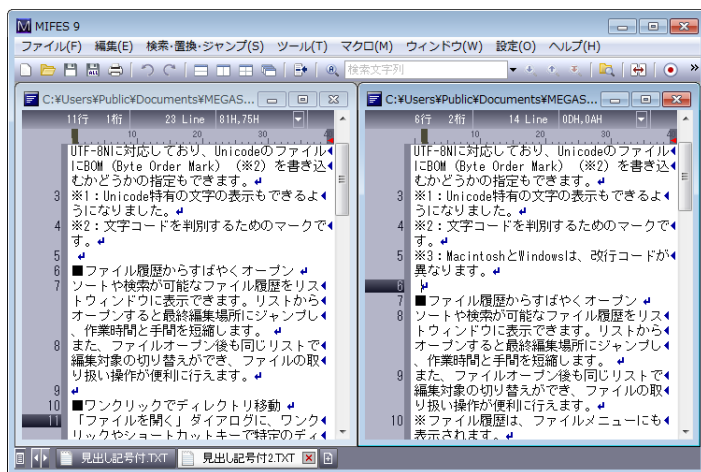 MIFES 9
ファイル(F) 編集(E) 検索・置換・ジャンプ(S) ツール(T) マクロ(M) ウィンドウ(W) 設定(O) ヘルプ(H)
検索文字列
C:¥Users¥Public¥Documents¥MEGAS...
11行 1桁 23 Line 81H,75H
10 20 30 4
UTF-8Nに対応しており、Unicodeのファイル
にBOM (Byte Order Mark) （※2）を書き込
むかどうかの指定もできます。
3 ※1：Unicode特有の文字の表示もできるよ
うになりました。
4 ※2：文字コードを判別するためのマークで
す。
5
6 ■ファイル履歴からすばやくオープン
7 ソートや検索が可能なファイル履歴をリス
トウィンドウに表示できます。リストから
オープンすると最終編集場所にジャンプし
、作業時間と手間を短縮します。
8 また、ファイルオープン後も同じリストで
編集対象の切り替えができ、ファイルの取
り扱い操作が便利に行えます。
9
10 ■ワンクリックでディレクトリ移動
11 「ファイルを開く」ダイアログに、ワンク
リックやショートカットキーで特定のディ
C:¥Users¥Public¥Documents¥MEGAS...
6行 2桁 14 Line 0DH,0AH
10 20 30 4
UTF-8Nに対応しており、Unicodeのファイル
にBOM (Byte Order Mark) （※2）を書き込
むかどうかの指定もできます。
3 ※1：Unicode特有の文字の表示もできるよ
うになりました。
4 ※2：文字コードを判別するためのマークで
す。
5 ※3：MacintoshとWindowsは、改行コードが
異なります。
6
7 ■ファイル履歴からすばやくオープン
8 ソートや検索が可能なファイル履歴をリス
トウィンドウに表示できます。リストから
オープンすると最終編集場所にジャンプし
、作業時間と手間を短縮します。
9 また、ファイルオープン後も同じリストで
編集対象の切り替えができ、ファイルの取
り扱い操作が便利に行えます。
10 ※ファイル履歴は、ファイルメニューにも
表示されます。
見出し記号付.TXT 見出し記号付2.TXT